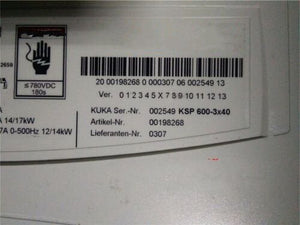 2659
≤780VDC
180s
20 00198268 0 000307 06 002549 13
Ver. 0 1 2 3 4 5 X 7 8 9 10 11 12 13
KUKA Ser.-Nr. 002549 KSP 600-3x40
A 14/17kW
Artikel-Nr. 00198268
7A 0-500Hz 12/14kW
Lieferanten-Nr. 0307